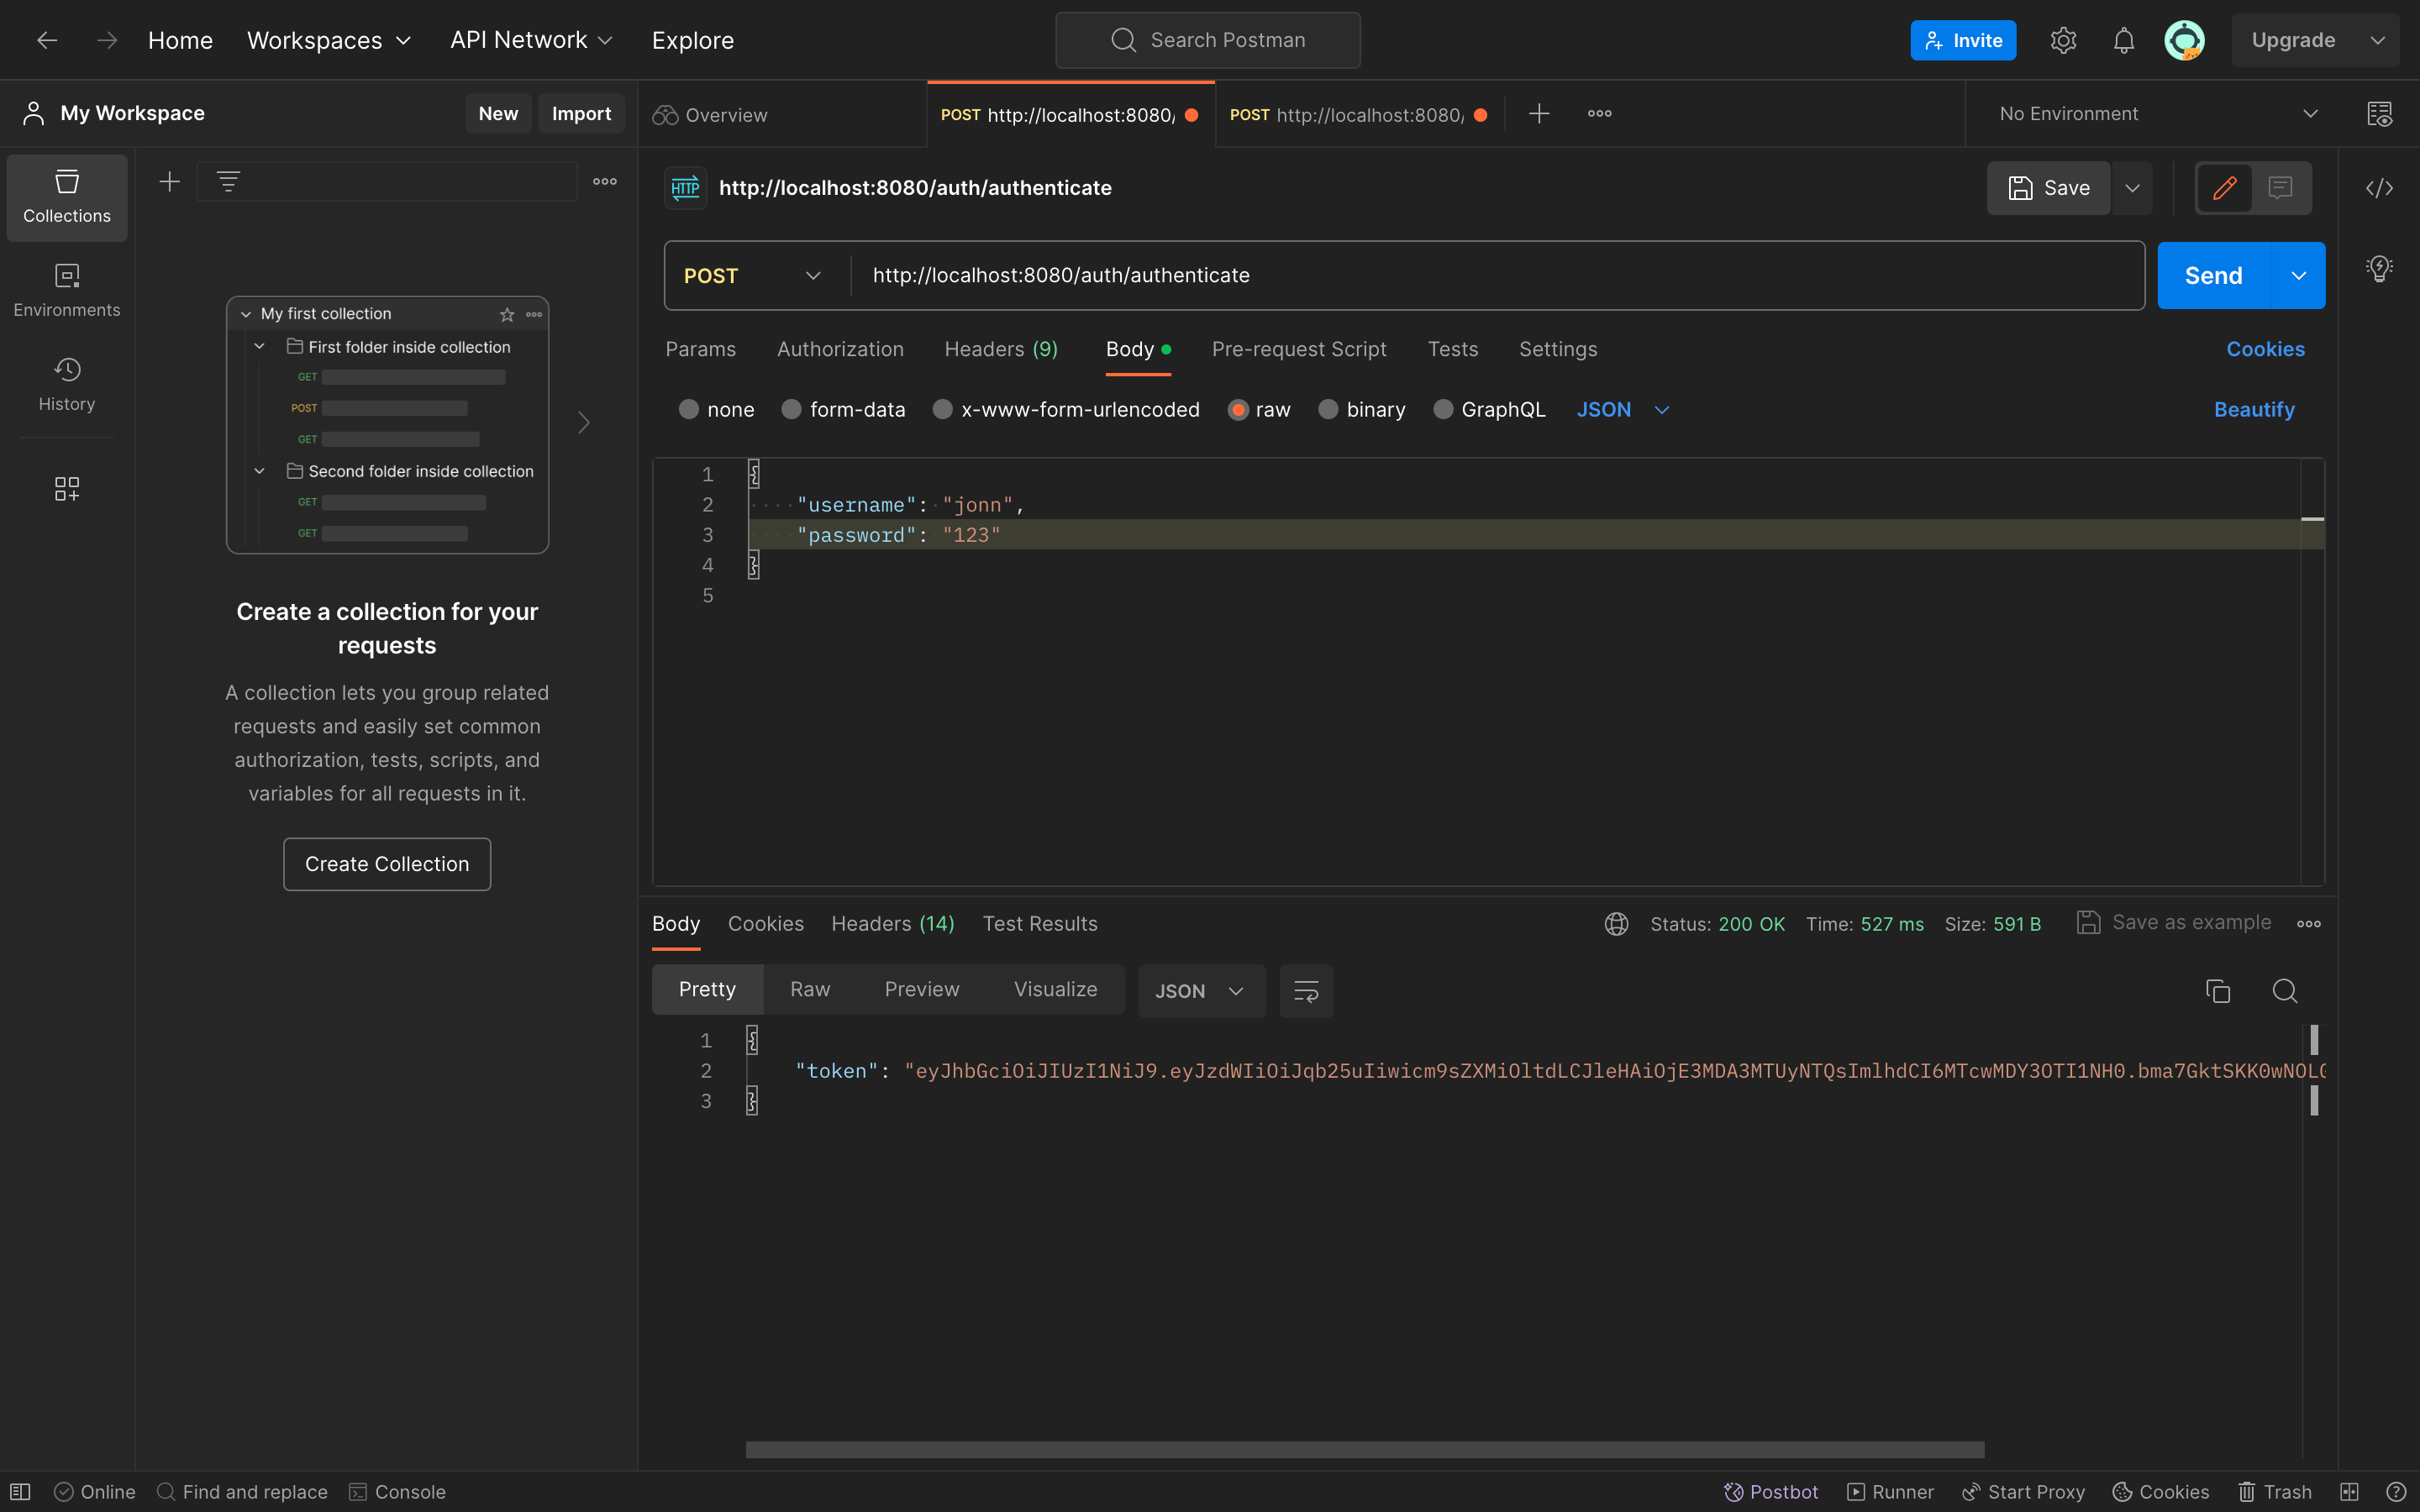 Home Workspaces API Network Explore Search Postman Invite Upgrade
My Workspace New Import Overview POST http://localhost:8080/ POST http://localhost:8080/ No Environment
Collections
Environments
History
My first collection
First folder inside collection
GET
POST
GET
Second folder inside collection
GET
GET
Create a collection for your
requests
A collection lets you group related
requests and easily set common
authorization, tests, scripts, and
variables for all requests in it.
Create Collection
HTTP http://localhost:8080/auth/authenticate Save
POST http://localhost:8080/auth/authenticate Send
Params Authorization Headers (9) Body Pre-request Script Tests Settings Cookies
none form-data x-www-form-urlencoded raw binary GraphQL JSON Beautify
1 {
2 "username": "jonn",
3 "password": "123"
4 }
5
Body Cookies Headers (14) Test Results Status: 200 OK Time: 527 ms Size: 591 B Save as example
Pretty Raw Preview Visualize JSON
1 {
2 "token": "eyJhbGciOiJIUzI1NiJ9.eyJzdWIiOiJqb25uIiwicm9sZXMiOltdLCJleHAiOjE3MDA3MTUyNTQsImlhdCI6MTcwMDY3OTI1NH0.bma7GktSKK0wNOLG
3 }
Online Find and replace Console Postbot Runner Start Proxy Cookies Trash